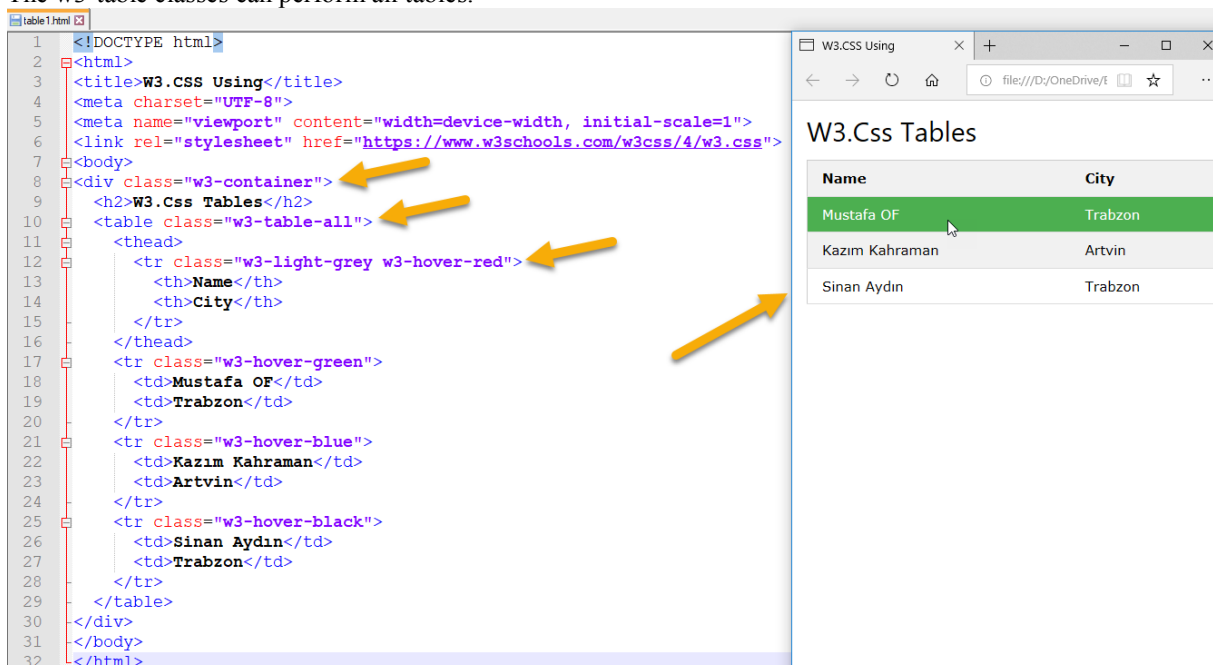 The w3-table classes can perform all tables.
table1.html
1 <!DOCTYPE html>
2 <html>
3 <title>W3.CSS Using</title>
4 <meta charset="UTF-8">
5 <meta name="viewport" content="width=device-width, initial-scale=1">
6 <link rel="stylesheet" href="https://www.w3schools.com/w3css/4/w3.css">
7 <body>
8 <div class="w3-container">
9 <h2>W3.Css Tables</h2>
10 <table class="w3-table-all">
11 <thead>
12 <tr class="w3-light-grey w3-hover-red">
13 <th>Name</th>
14 <th>City</th>
15 </tr>
16 </thead>
17 <tr class="w3-hover-green">
18 <td>Mustafa OF</td>
19 <td>Trabzon</td>
20 </tr>
21 <tr class="w3-hover-blue">
22 <td>Kazım Kahraman</td>
23 <td>Artvin</td>
24 </tr>
25 <tr class="w3-hover-black">
26 <td>Sinan Aydın</td>
27 <td>Trabzon</td>
28 </tr>
29 </table>
30 </div>
31 </body>
32 </html>
W3.CSS Using
file:///D:/OneDrive/E
W3.Css Tables
Name City
Mustafa OF Trabzon
Kazım Kahraman Artvin
Sinan Aydın Trabzon